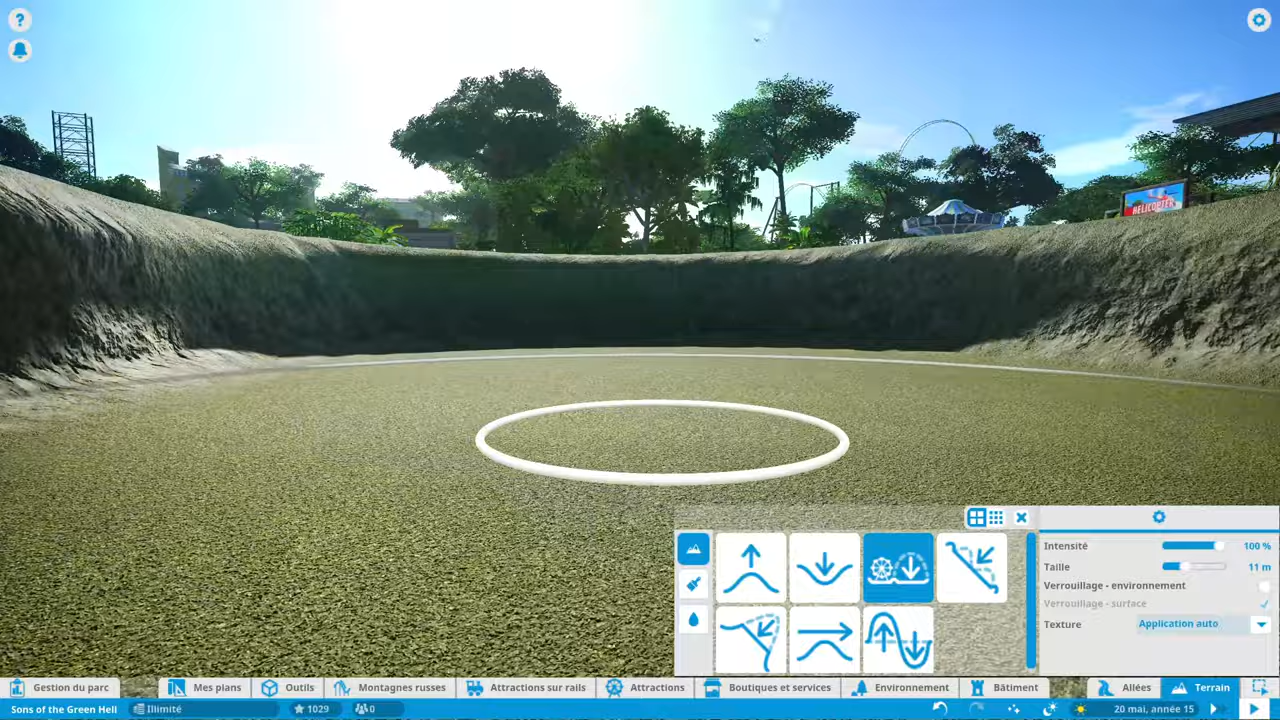 ?
HELICOPTER
Intensité 100 %
Taille 11 m
Verrouillage - environnement
Verrouillage - surface
Texture Application auto
Gestion du parc Mes plans Outils Montagnes russes Attractions sur rails Attractions Boutiques et services Environnement Bâtiment Allées Terrain
Sons of the Green Hell Illimité 1029 0 20 mai, année 15